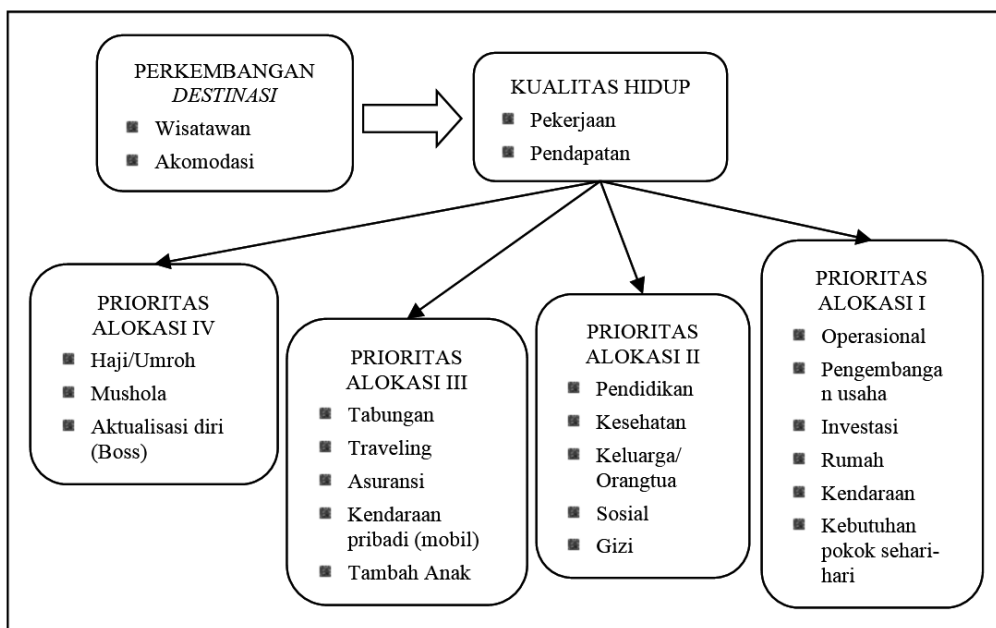 PERKEMBANGAN
DESTINASI
Wisatawan
Akomodasi
KUALITAS HIDUP
Pekerjaan
Pendapatan
PRIORITAS
ALOKASI IV
Haji/Umroh
Mushola
Aktualisasi diri
(Boss)
PRIORITAS
ALOKASI III
Tabungan
Traveling
Asuransi
Kendaraan
pribadi (mobil)
Tambah Anak
PRIORITAS
ALOKASI II
Pendidikan
Kesehatan
Keluarga/
Orangtua
Sosial
Gizi
PRIORITAS
ALOKASI I
Operasional
Pengembanga
n usaha
Investasi
Rumah
Kendaraan
Kebutuhan
pokok sehari-
hari